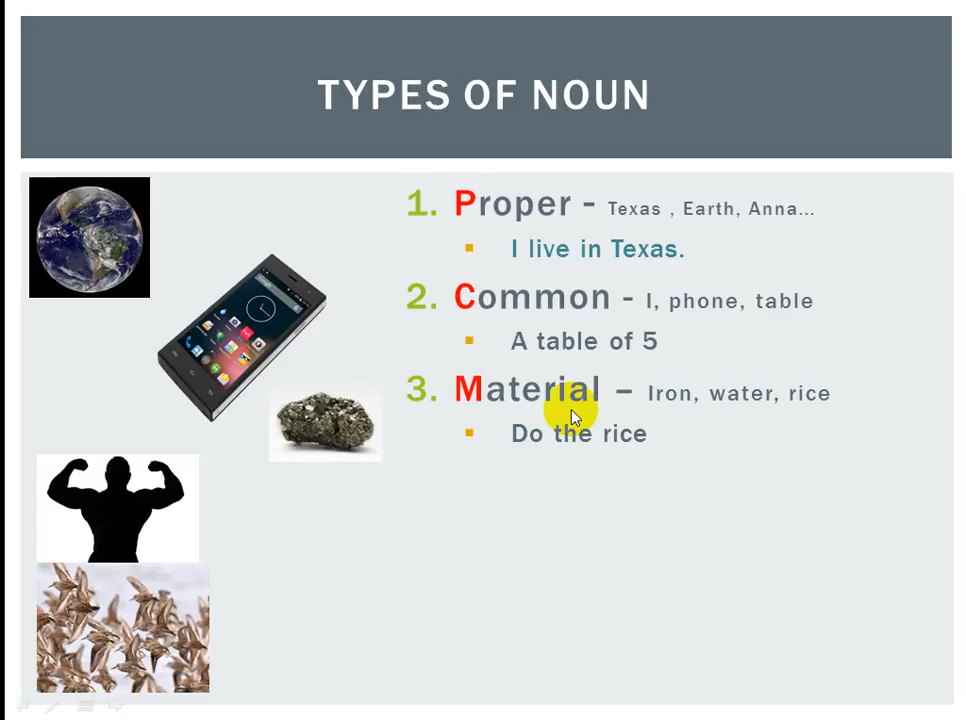 TYPES OF NOUN
1. Proper - Texas , Earth, Anna...
I live in Texas.
2. Common - I, phone, table
A table of 5
3. Material – Iron, water, rice
Do the rice